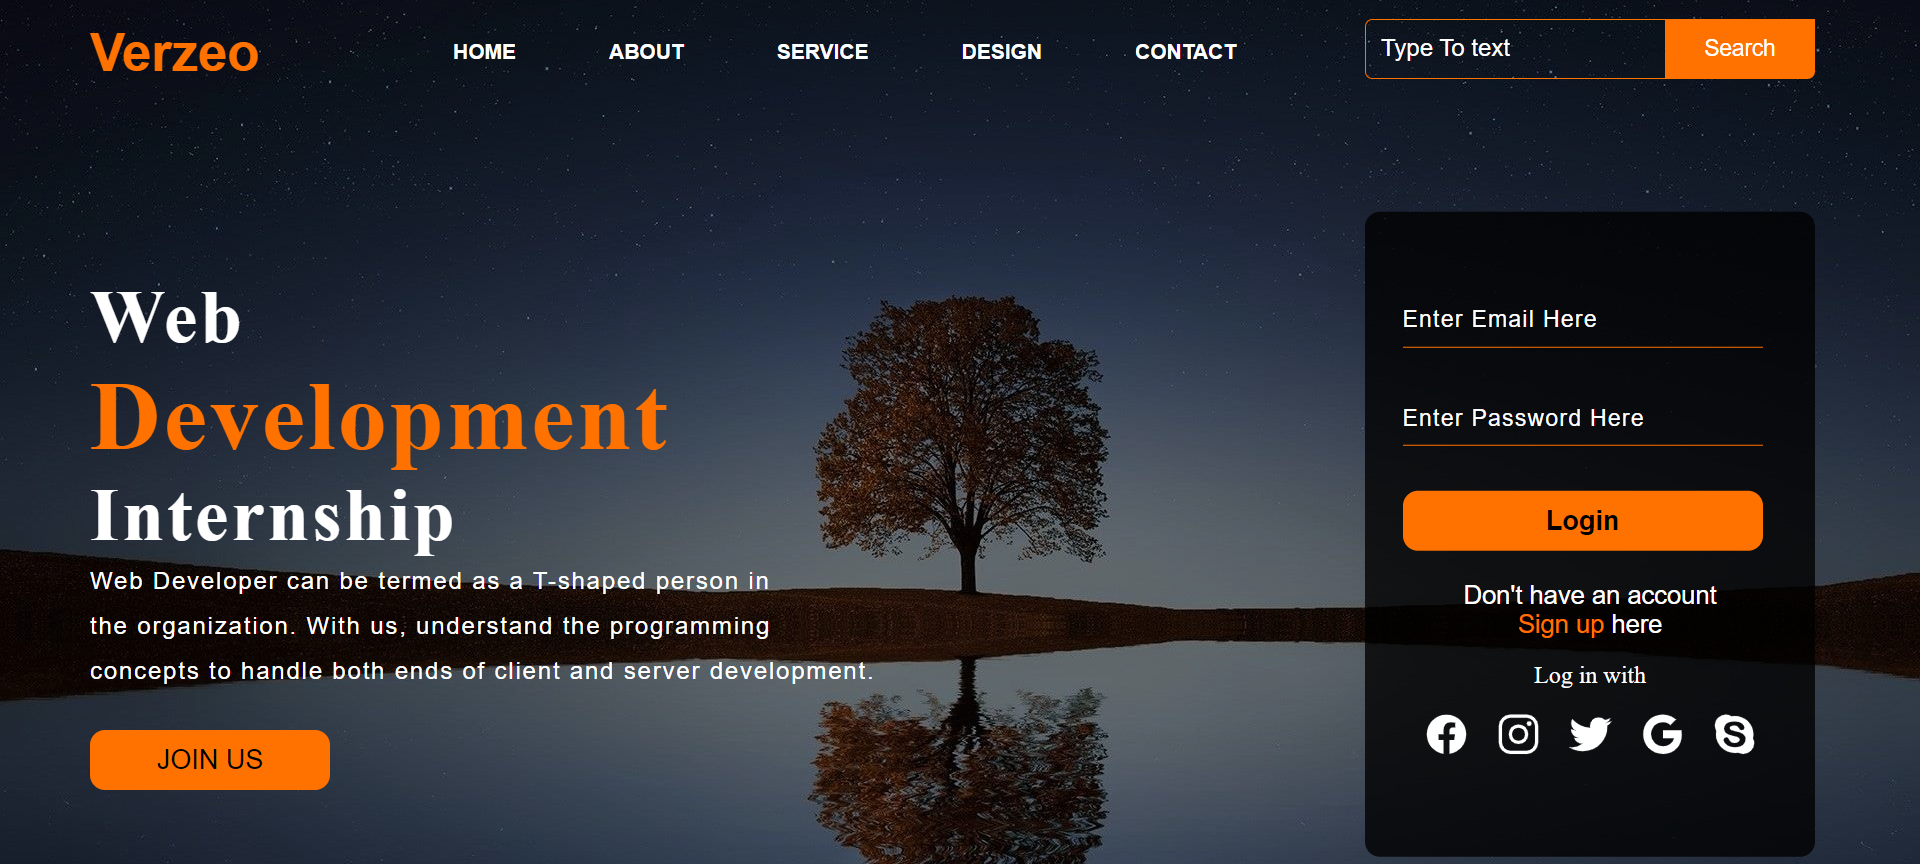 Verzeo
HOME ABOUT SERVICE DESIGN CONTACT
Type To text Search
Web
Development
Internship
Web Developer can be termed as a T-shaped person in
the organization. With us, understand the programming
concepts to handle both ends of client and server development.
JOIN US
Enter Email Here
Enter Password Here
Login
Don't have an account
Sign up here
Log in with